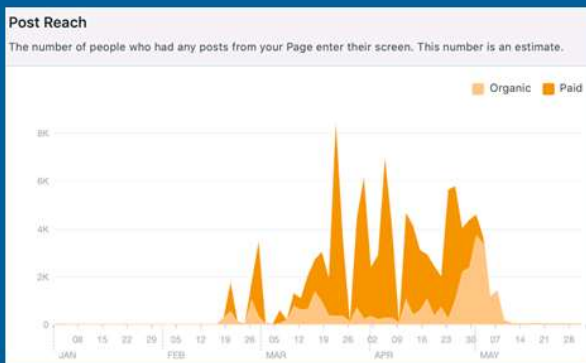 Post Reach
The number of people who had any posts from your Page enter their screen. This number is an estimate.
Organic Paid
8K
6K
4K
2K
0
08 15 22 29 05 12 19 26 05 12 19 26 02 09 16 23 30 07 14 21 28
JAN FEB MAR APR MAY